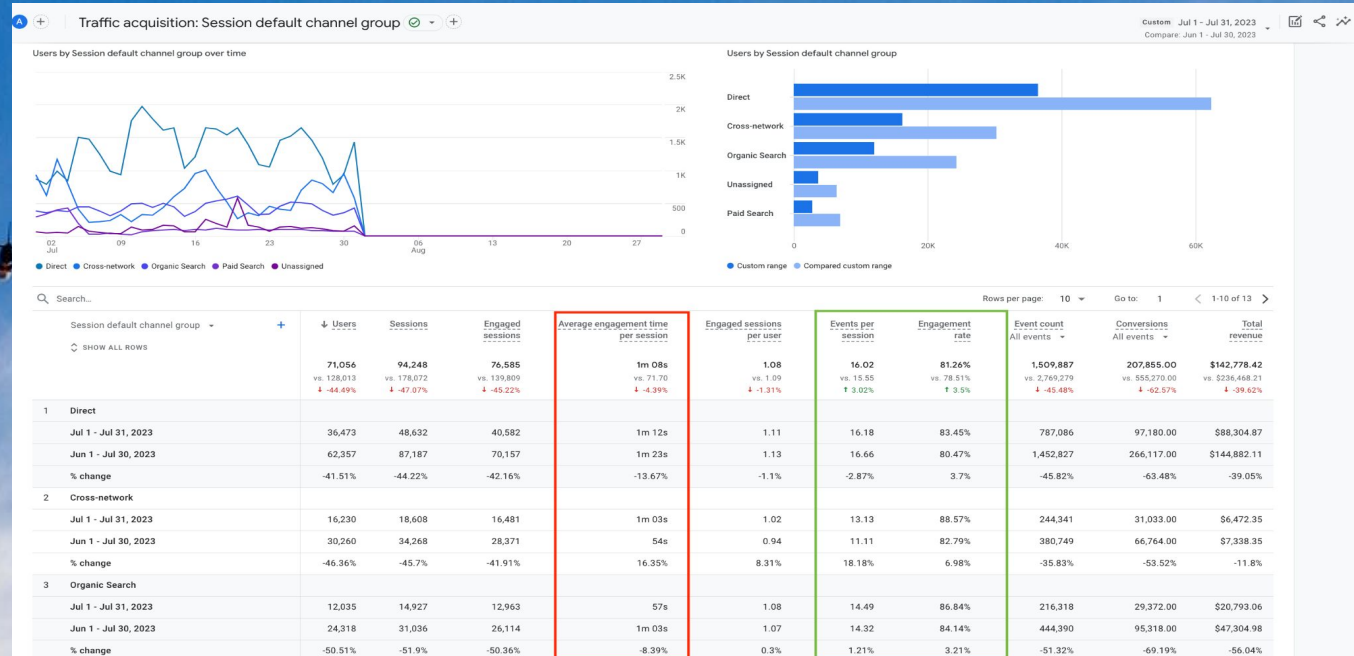 A
Traffic acquisition: Session default channel group
Custom Jul 1 - Jul 31, 2023
Compare: Jun 1 - Jul 30, 2023
Users by Session default channel group over time
2.5K
2K
1.5K
1K
500
0
02 Jul 09 16 23 30 06 Aug 13 20 27
Direct Cross-network Organic Search Paid Search Unassigned
Users by Session default channel group
Direct
Cross-network
Organic Search
Unassigned
Paid Search
0 20K 40K 60K
Custom range Compared custom range
Search...
Rows per page: 10 Go to: 1 < 1-10 of 13 >
Session default channel group + ↓ Users Sessions Engaged sessions Average engagement time per session Engaged sessions per user Events per session Engagement rate Event count All events Conversions All events Total revenue
SHOW ALL ROWS
71,056 94,248 76,585 1m 08s 1.08 16.02 81.26% 1,509,887 207,855.00 $142,778.42
vs. 128,013 vs. 178,072 vs. 139,809 vs. 71.70 vs. 1.09 vs. 15.55 vs. 78.51% vs. 2,769,279 vs. 555,270.00 vs. $236,468.21
↓ -44.49% ↓ -47.07% ↓ -45.22% ↓ -4.39% ↓ -1.31% ↑ 3.02% ↑ 3.5% ↓ -45.48% ↓ -62.57% ↓ -39.62%
1 Direct
Jul 1 - Jul 31, 2023 36,473 48,632 40,582 1m 12s 1.11 16.18 83.45% 787,086 97,180.00 $88,304.87
Jun 1 - Jul 30, 2023 62,357 87,187 70,157 1m 23s 1.13 16.66 80.47% 1,452,827 266,117.00 $144,882.11
% change -41.51% -44.22% -42.16% -13.67% -1.1% -2.87% 3.7% -45.82% -63.48% -39.05%
2 Cross-network
Jul 1 - Jul 31, 2023 16,230 18,608 16,481 1m 03s 1.02 13.13 88.57% 244,341 31,033.00 $6,472.35
Jun 1 - Jul 30, 2023 30,260 34,268 28,371 54s 0.94 11.11 82.79% 380,749 66,764.00 $7,338.35
% change -46.36% -45.7% -41.91% 16.35% 8.31% 18.18% 6.98% -35.83% -53.52% -11.8%
3 Organic Search
Jul 1 - Jul 31, 2023 12,035 14,927 12,963 57s 1.08 14.49 86.84% 216,318 29,372.00 $20,793.06
Jun 1 - Jul 30, 2023 24,318 31,036 26,114 1m 03s 1.07 14.32 84.14% 444,390 95,318.00 $47,304.98
% change -50.51% -51.9% -50.36% -8.39% 0.3% 1.21% 3.21% -51.32% -69.19% -56.04%